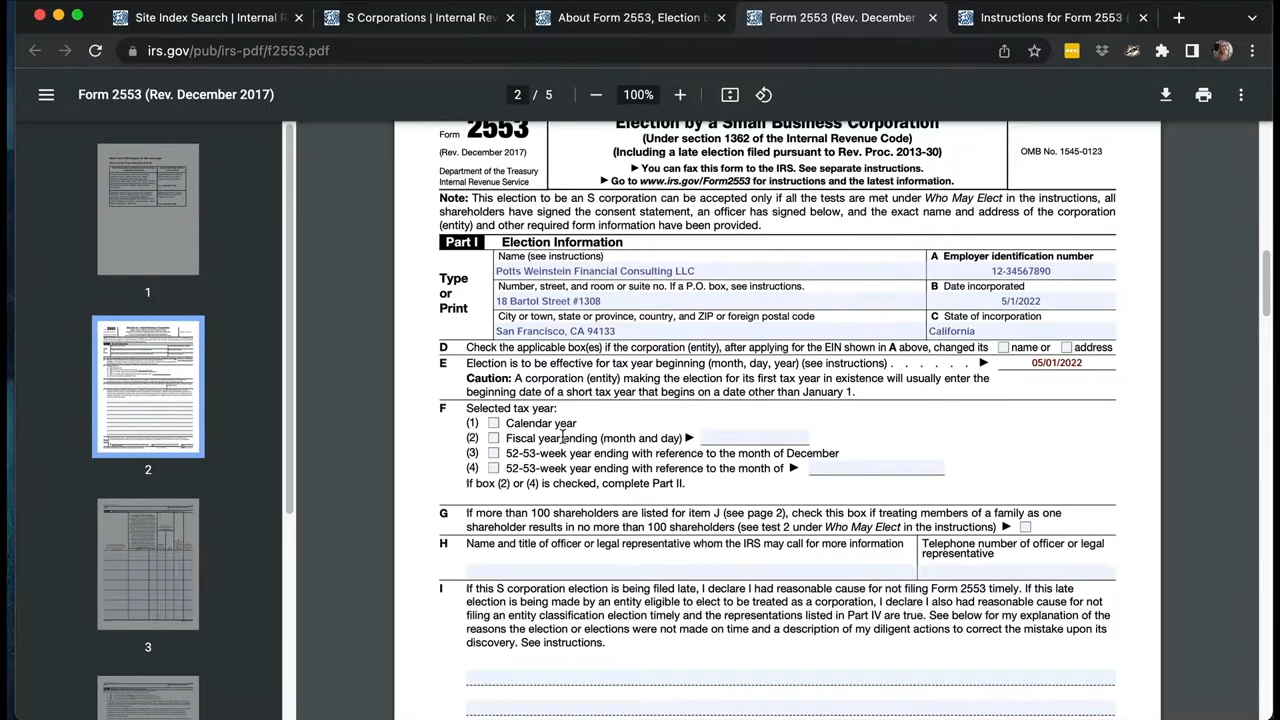 Site Index Search | Internal R
S Corporations | Internal Rev
About Form 2553, Election b
Form 2553 (Rev. December
Instructions for Form 2553
irs.gov/pub/irs-pdf/f2553.pdf
Form 2553 (Rev. December 2017)
2 / 5
100%
1
2
3
Form 2553
(Rev. December 2017)
Department of the Treasury
Internal Revenue Service
Election by a Small Business Corporation
(Under section 1362 of the Internal Revenue Code)
(Including a late election filed pursuant to Rev. Proc. 2013-30)
▶ You can fax this form to the IRS. See separate instructions.
▶ Go to www.irs.gov/Form2553 for instructions and the latest information.
OMB No. 1545-0123
Note: This election to be an S corporation can be accepted only if all the tests are met under Who May Elect in the instructions, all
shareholders have signed the consent statement, an officer has signed below, and the exact name and address of the corporation
(entity) and other required form information have been provided.
Part I Election Information
Type
or
Print
Name (see instructions)
Potts Weinstein Financial Consulting LLC
Number, street, and room or suite no. If a P.O. box, see instructions.
18 Bartol Street #1308
City or town, state or province, country, and ZIP or foreign postal code
San Francisco, CA 94133
A Employer identification number
12-34567890
B Date incorporated
5/1/2022
C State of incorporation
California
D Check the applicable box(es) if the corporation (entity), after applying for the EIN shown in A above, changed its name or address
E Election is to be effective for tax year beginning (month, day, year) (see instructions) . . . . . . ▶ 05/01/2022
Caution: A corporation (entity) making the election for its first tax year in existence will usually enter the
beginning date of a short tax year that begins on a date other than January 1.
F Selected tax year:
(1) Calendar year
(2) Fiscal year ending (month and day) ▶
(3) 52-53-week year ending with reference to the month of December
(4) 52-53-week year ending with reference to the month of ▶
If box (2) or (4) is checked, complete Part II.
G If more than 100 shareholders are listed for item J (see page 2), check this box if treating members of a family as one
shareholder results in no more than 100 shareholders (see test 2 under Who May Elect in the instructions) ▶
H Name and title of officer or legal representative whom the IRS may call for more information
Telephone number of officer or legal
representative
I If this S corporation election is being filed late, I declare I had reasonable cause for not filing Form 2553 timely. If this late
election is being made by an entity eligible to elect to be treated as a corporation, I declare I also had reasonable cause for not
filing an entity classification election timely and the representations listed in Part IV are true. See below for my explanation of the
reasons the election or elections were not made on time and a description of my diligent actions to correct the mistake upon its
discovery. See instructions.